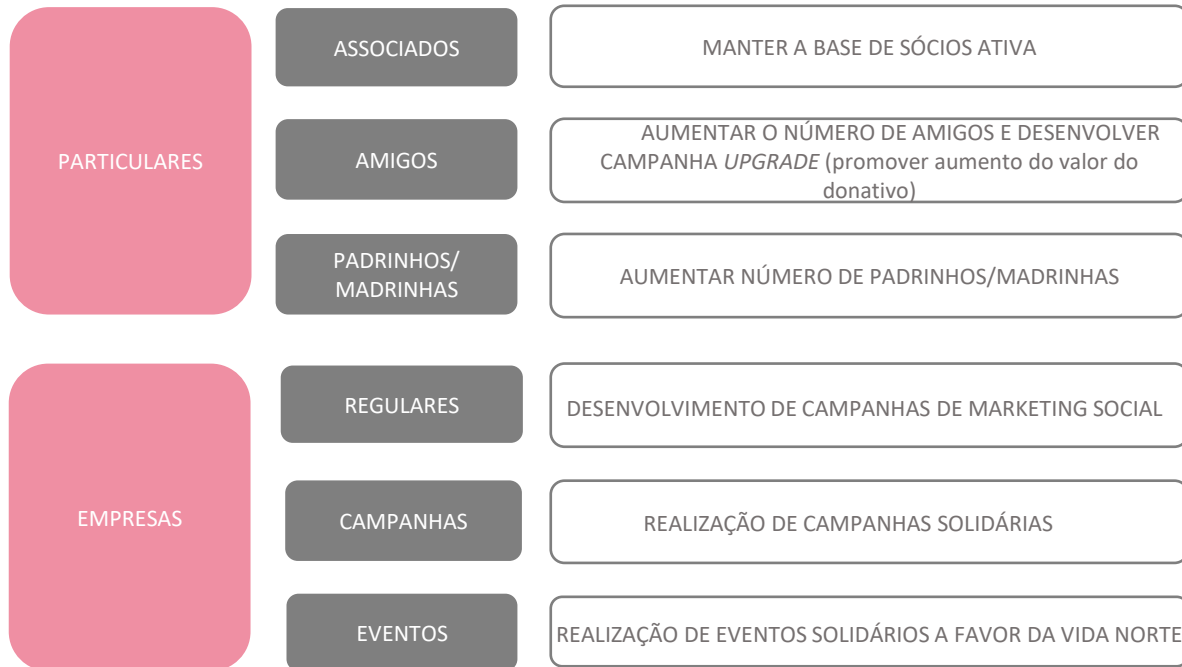 PARTICULARES
ASSOCIADOS
MANTER A BASE DE SÓCIOS ATIVA
AMIGOS
AUMENTAR O NÚMERO DE AMIGOS E DESENVOLVER
CAMPANHA UPGRADE (promover aumento do valor do
donativo)
PADRINHOS/
MADRINHAS
AUMENTAR NÚMERO DE PADRINHOS/MADRINHAS
EMPRESAS
REGULARES
DESENVOLVIMENTO DE CAMPANHAS DE MARKETING SOCIAL
CAMPANHAS
REALIZAÇÃO DE CAMPANHAS SOLIDÁRIAS
EVENTOS
REALIZAÇÃO DE EVENTOS SOLIDÁRIOS A FAVOR DA VIDA NORTE